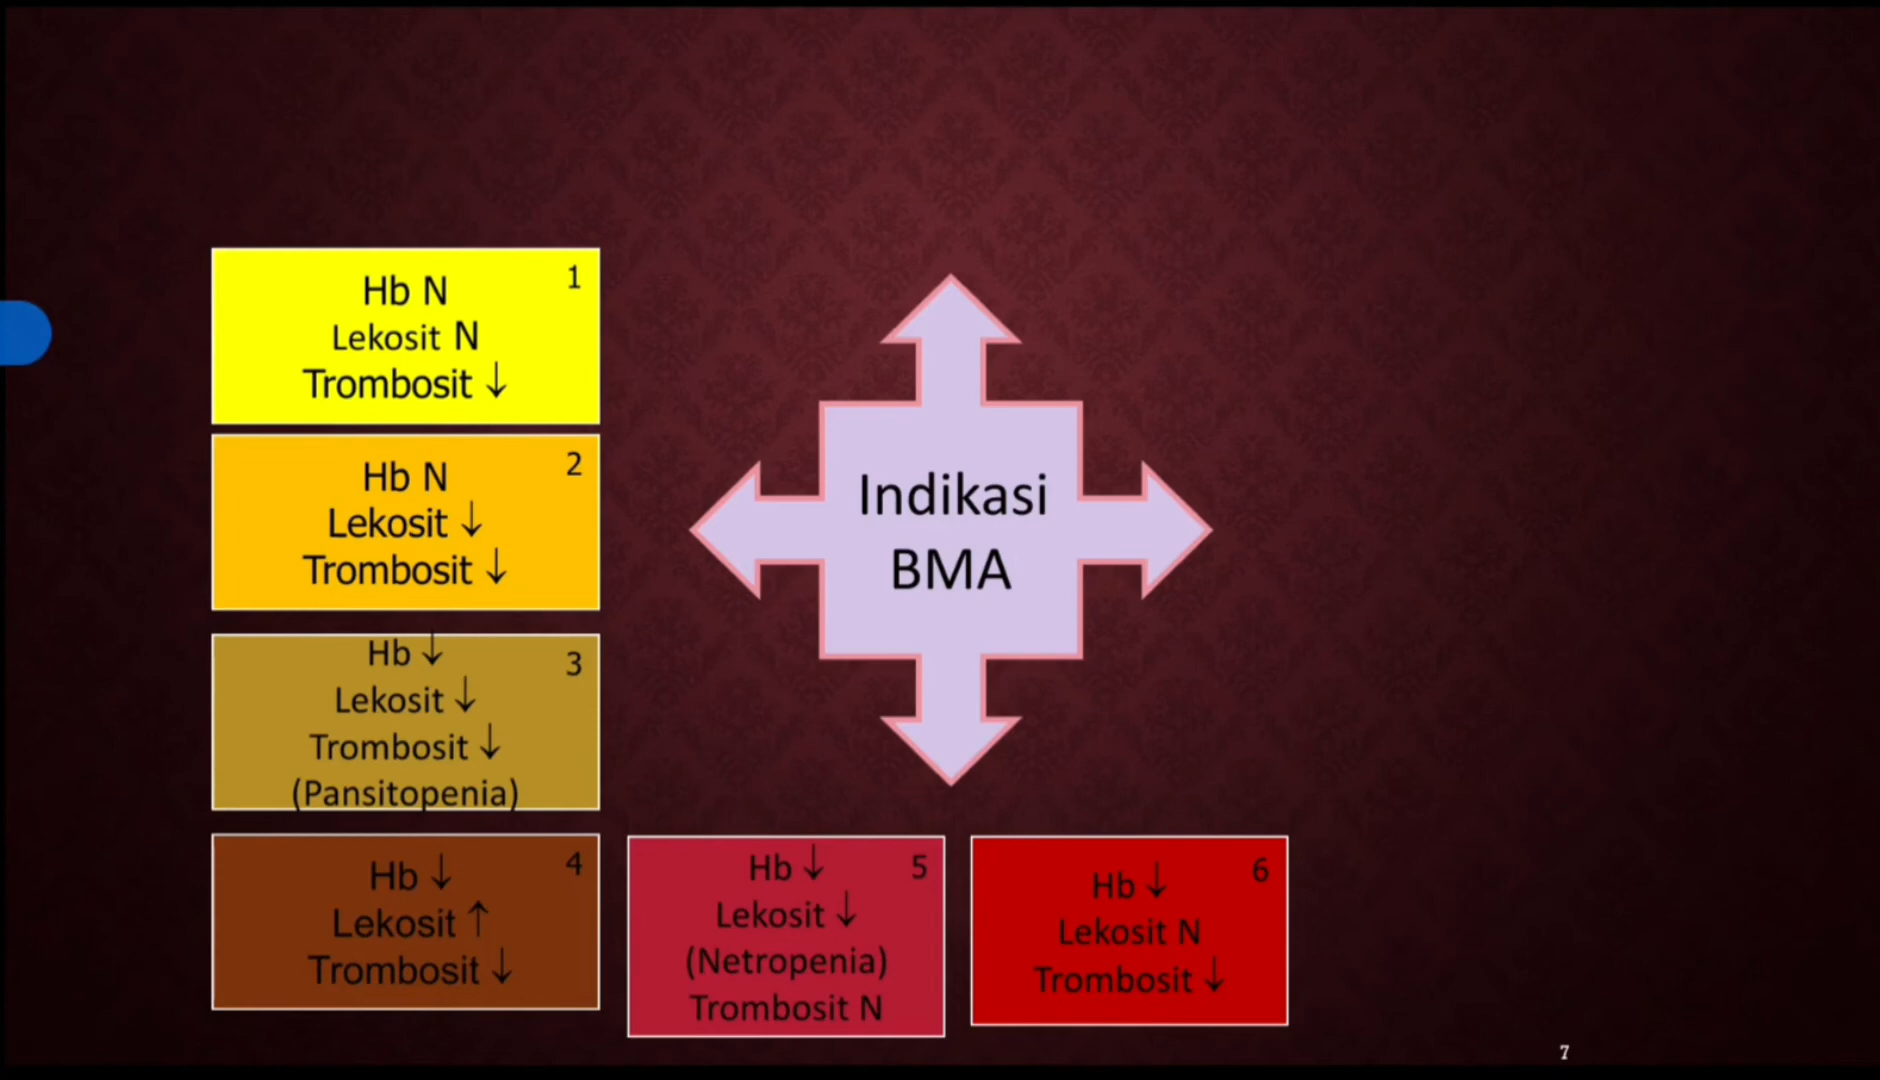 1
Hb N
Lekosit N
Trombosit ↓
2
Hb N
Lekosit ↓
Trombosit ↓
3
Hb ↓
Lekosit ↓
Trombosit ↓
(Pansitopenia)
4
Hb ↓
Lekosit ↑
Trombosit ↓
Indikasi
BMA
5
Hb ↓
Lekosit ↓
(Netropenia)
Trombosit N
6
Hb ↓
Lekosit N
Trombosit ↓
7